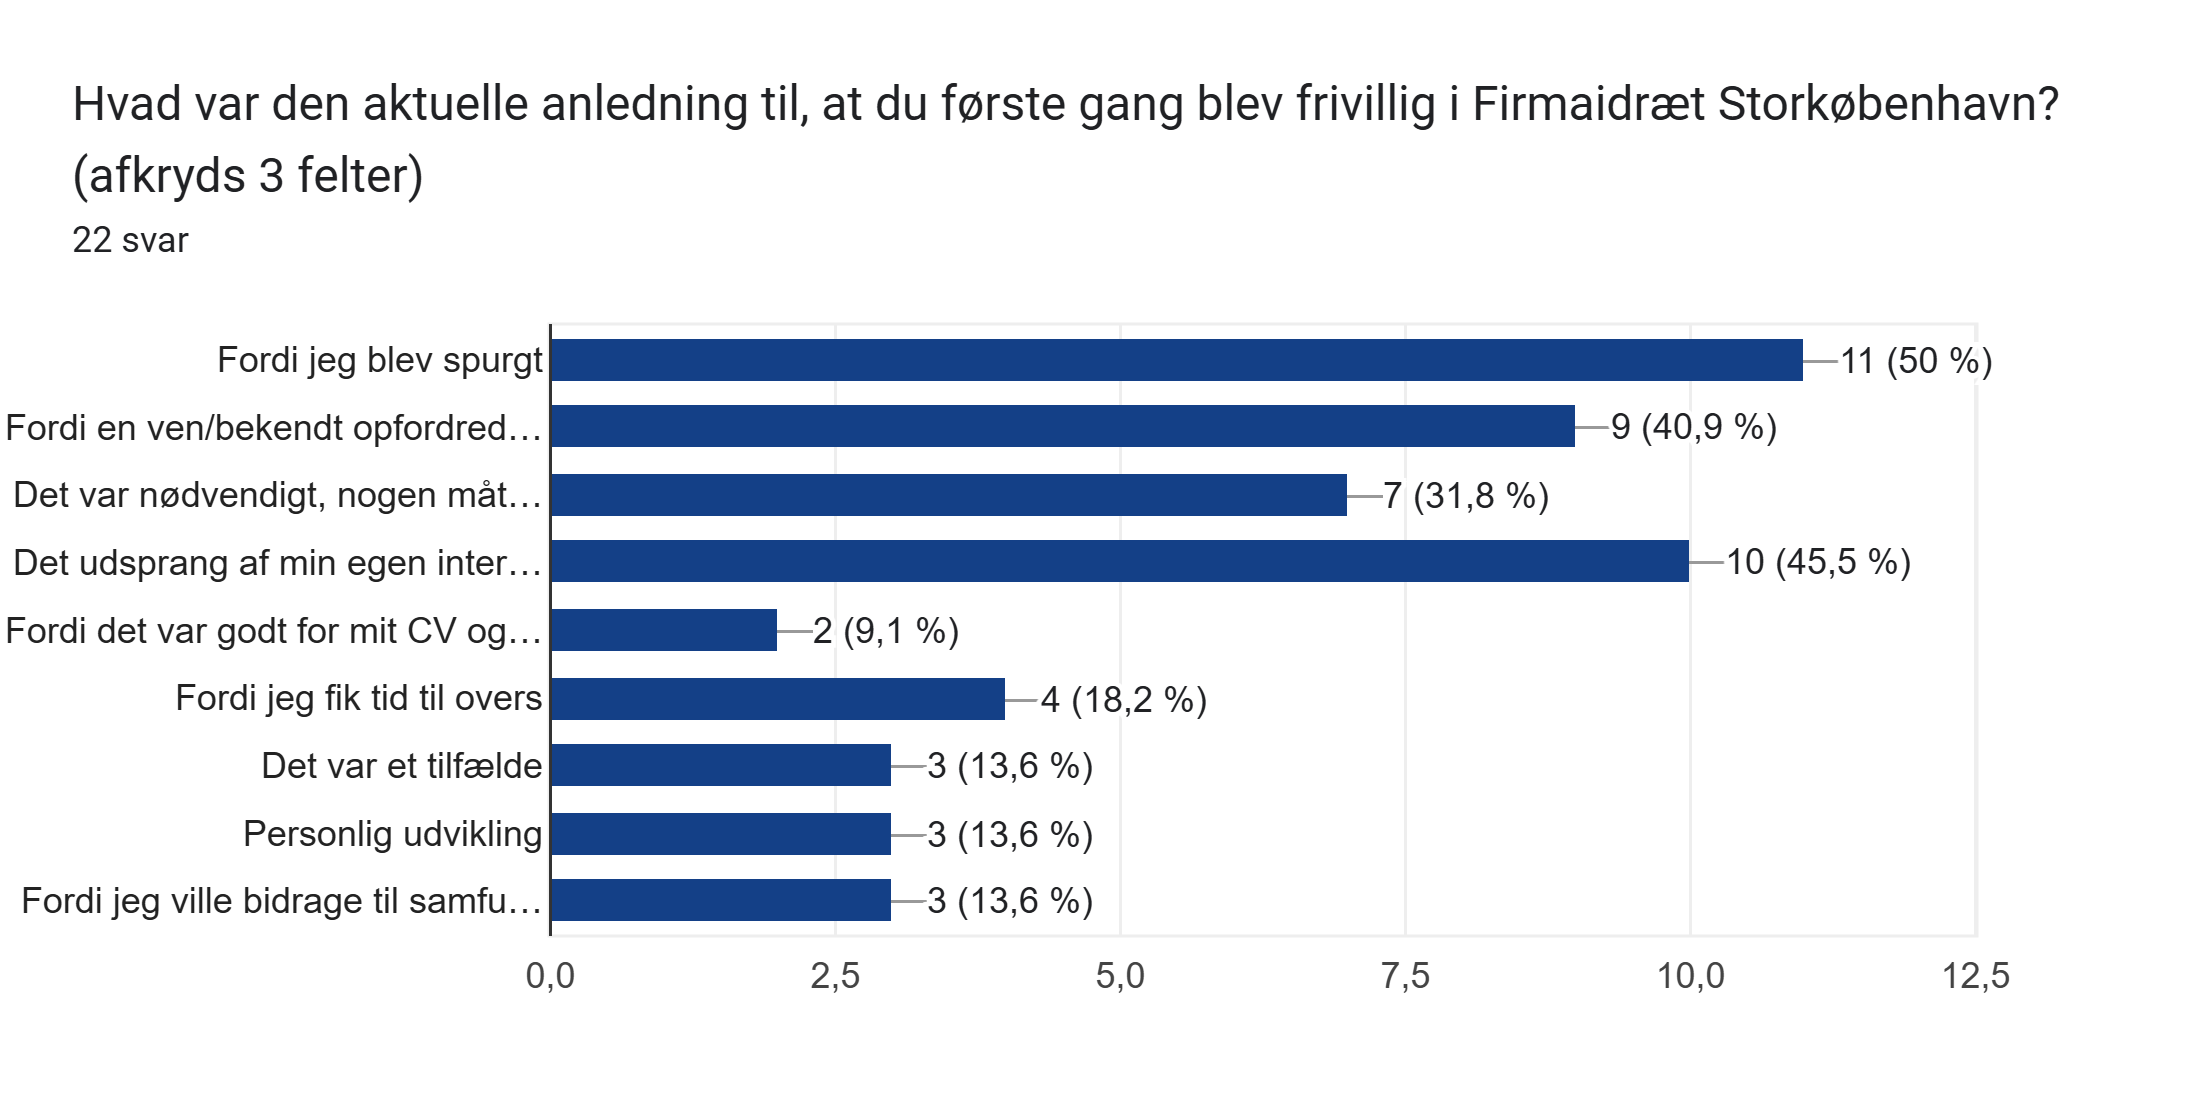 Hvad var den aktuelle anledning til, at du første gang blev frivillig i Firmaidræt Storkøbenhavn?
(afkryds 3 felter)
22 svar
Fordi jeg blev spurgt 11 (50 %)
Fordi en ven/bekendt opfordred… 9 (40,9 %)
Det var nødvendigt, nogen måt… 7 (31,8 %)
Det udsprang af min egen inter… 10 (45,5 %)
Fordi det var godt for mit CV og… 2 (9,1 %)
Fordi jeg fik tid til overs 4 (18,2 %)
Det var et tilfælde 3 (13,6 %)
Personlig udvikling 3 (13,6 %)
Fordi jeg ville bidrage til samfu… 3 (13,6 %)
0,0 2,5 5,0 7,5 10,0 12,5